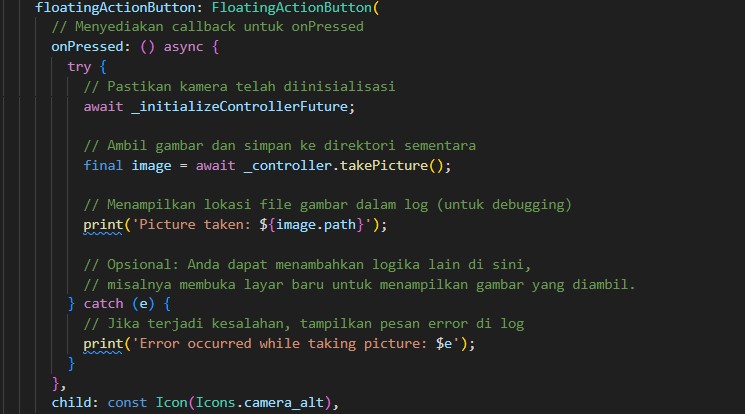 floatingActionButton: FloatingActionButton(
// Menyediakan callback untuk onPressed
onPressed: () async {
try {
// Pastikan kamera telah diinisialisasi
await _initializeControllerFuture;
// Ambil gambar dan simpan ke direktori sementara
final image = await _controller.takePicture();
// Menampilkan lokasi file gambar dalam log (untuk debugging)
print('Picture taken: ${image.path}');
// Opsional: Anda dapat menambahkan logika lain di sini,
// misalnya membuka layar baru untuk menampilkan gambar yang diambil.
} catch (e) {
// Jika terjadi kesalahan, tampilkan pesan error di log
print('Error occurred while taking picture: $e');
}
},
child: const Icon(Icons.camera_alt),